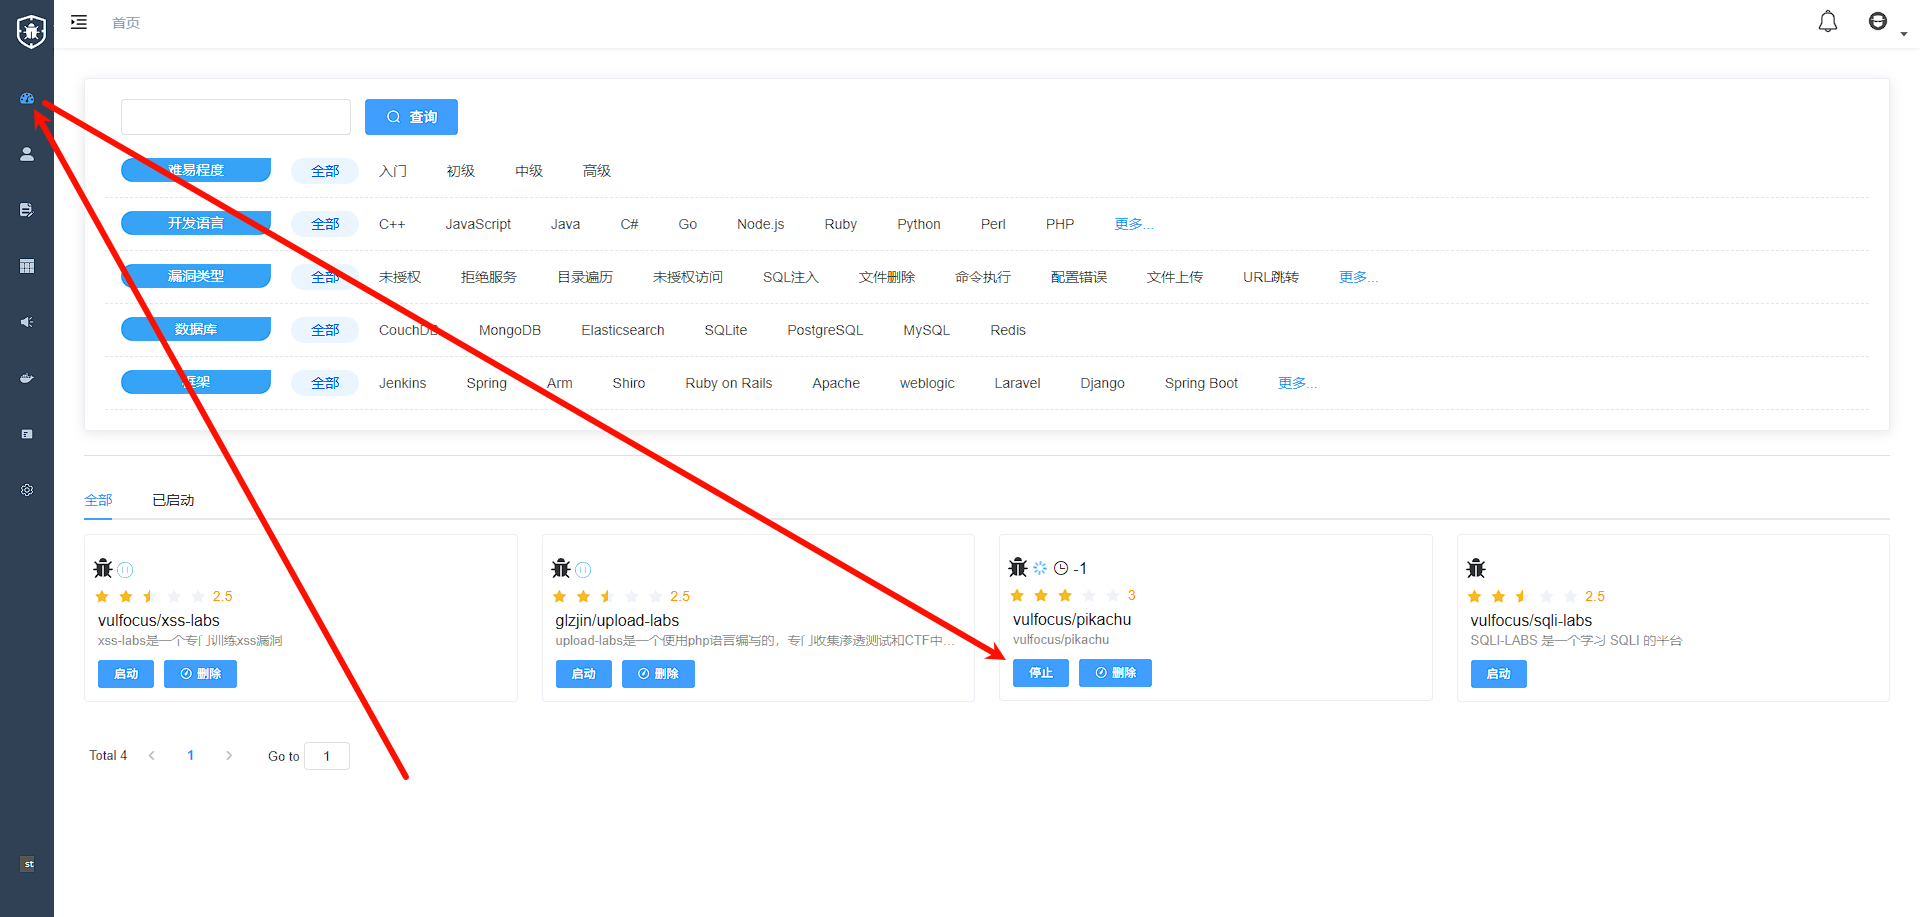 首页
查询
难易程度 全部 入门 初级 中级 高级
开发语言 全部 C++ JavaScript Java C# Go Node.js Ruby Python Perl PHP 更多...
漏洞类型 全部 未授权 拒绝服务 目录遍历 未授权访问 SQL注入 文件删除 命令执行 配置错误 文件上传 URL跳转 更多...
数据库 全部 CouchDB MongoDB Elasticsearch SQLite PostgreSQL MySQL Redis
框架 全部 Jenkins Spring Arm Shiro Ruby on Rails Apache weblogic Laravel Django Spring Boot 更多...
全部 已启动
2.5
vulfocus/xss-labs
xss-labs是一个专门训练xss漏洞
启动 删除
2.5
glzjin/upload-labs
upload-labs是一个使用php语言编写的，专门收集渗透测试和CTF中...
启动 删除
-1
3
vulfocus/pikachu
vulfocus/pikachu
停止 删除
2.5
vulfocus/sqli-labs
SQLI-LABS 是一个学习 SQLI 的平台
启动
Total 4 1 Go to 1
st